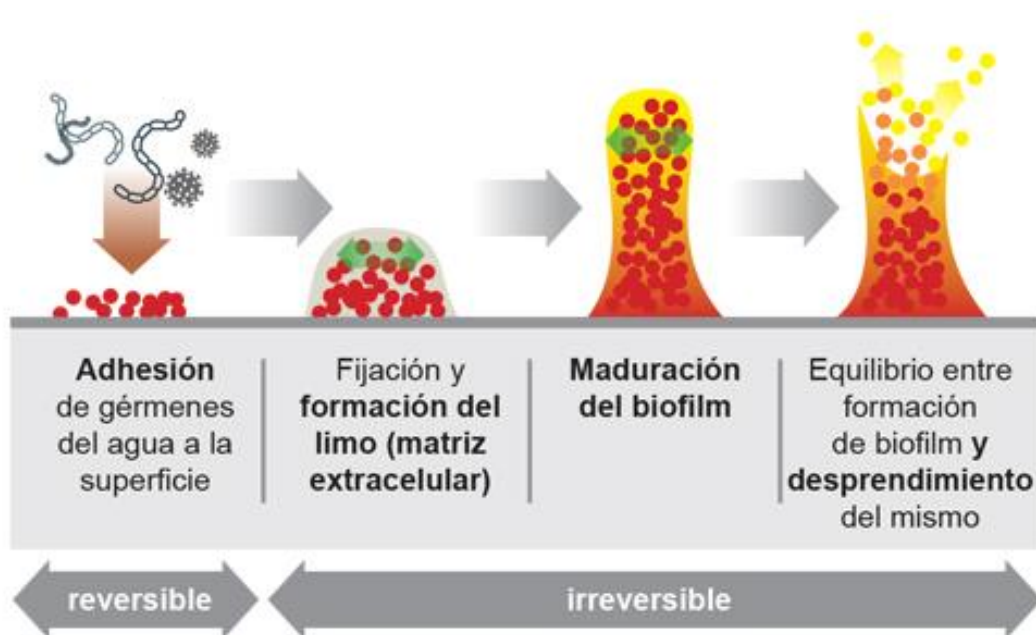 Adhesión
de gérmenes
del agua a la
superficie
Fijación y
formación del
limo (matriz
extracelular)
Maduración
del biofilm
Equilibrio entre
formación
de biofilm y
desprendimiento
del mismo
reversible
irreversible